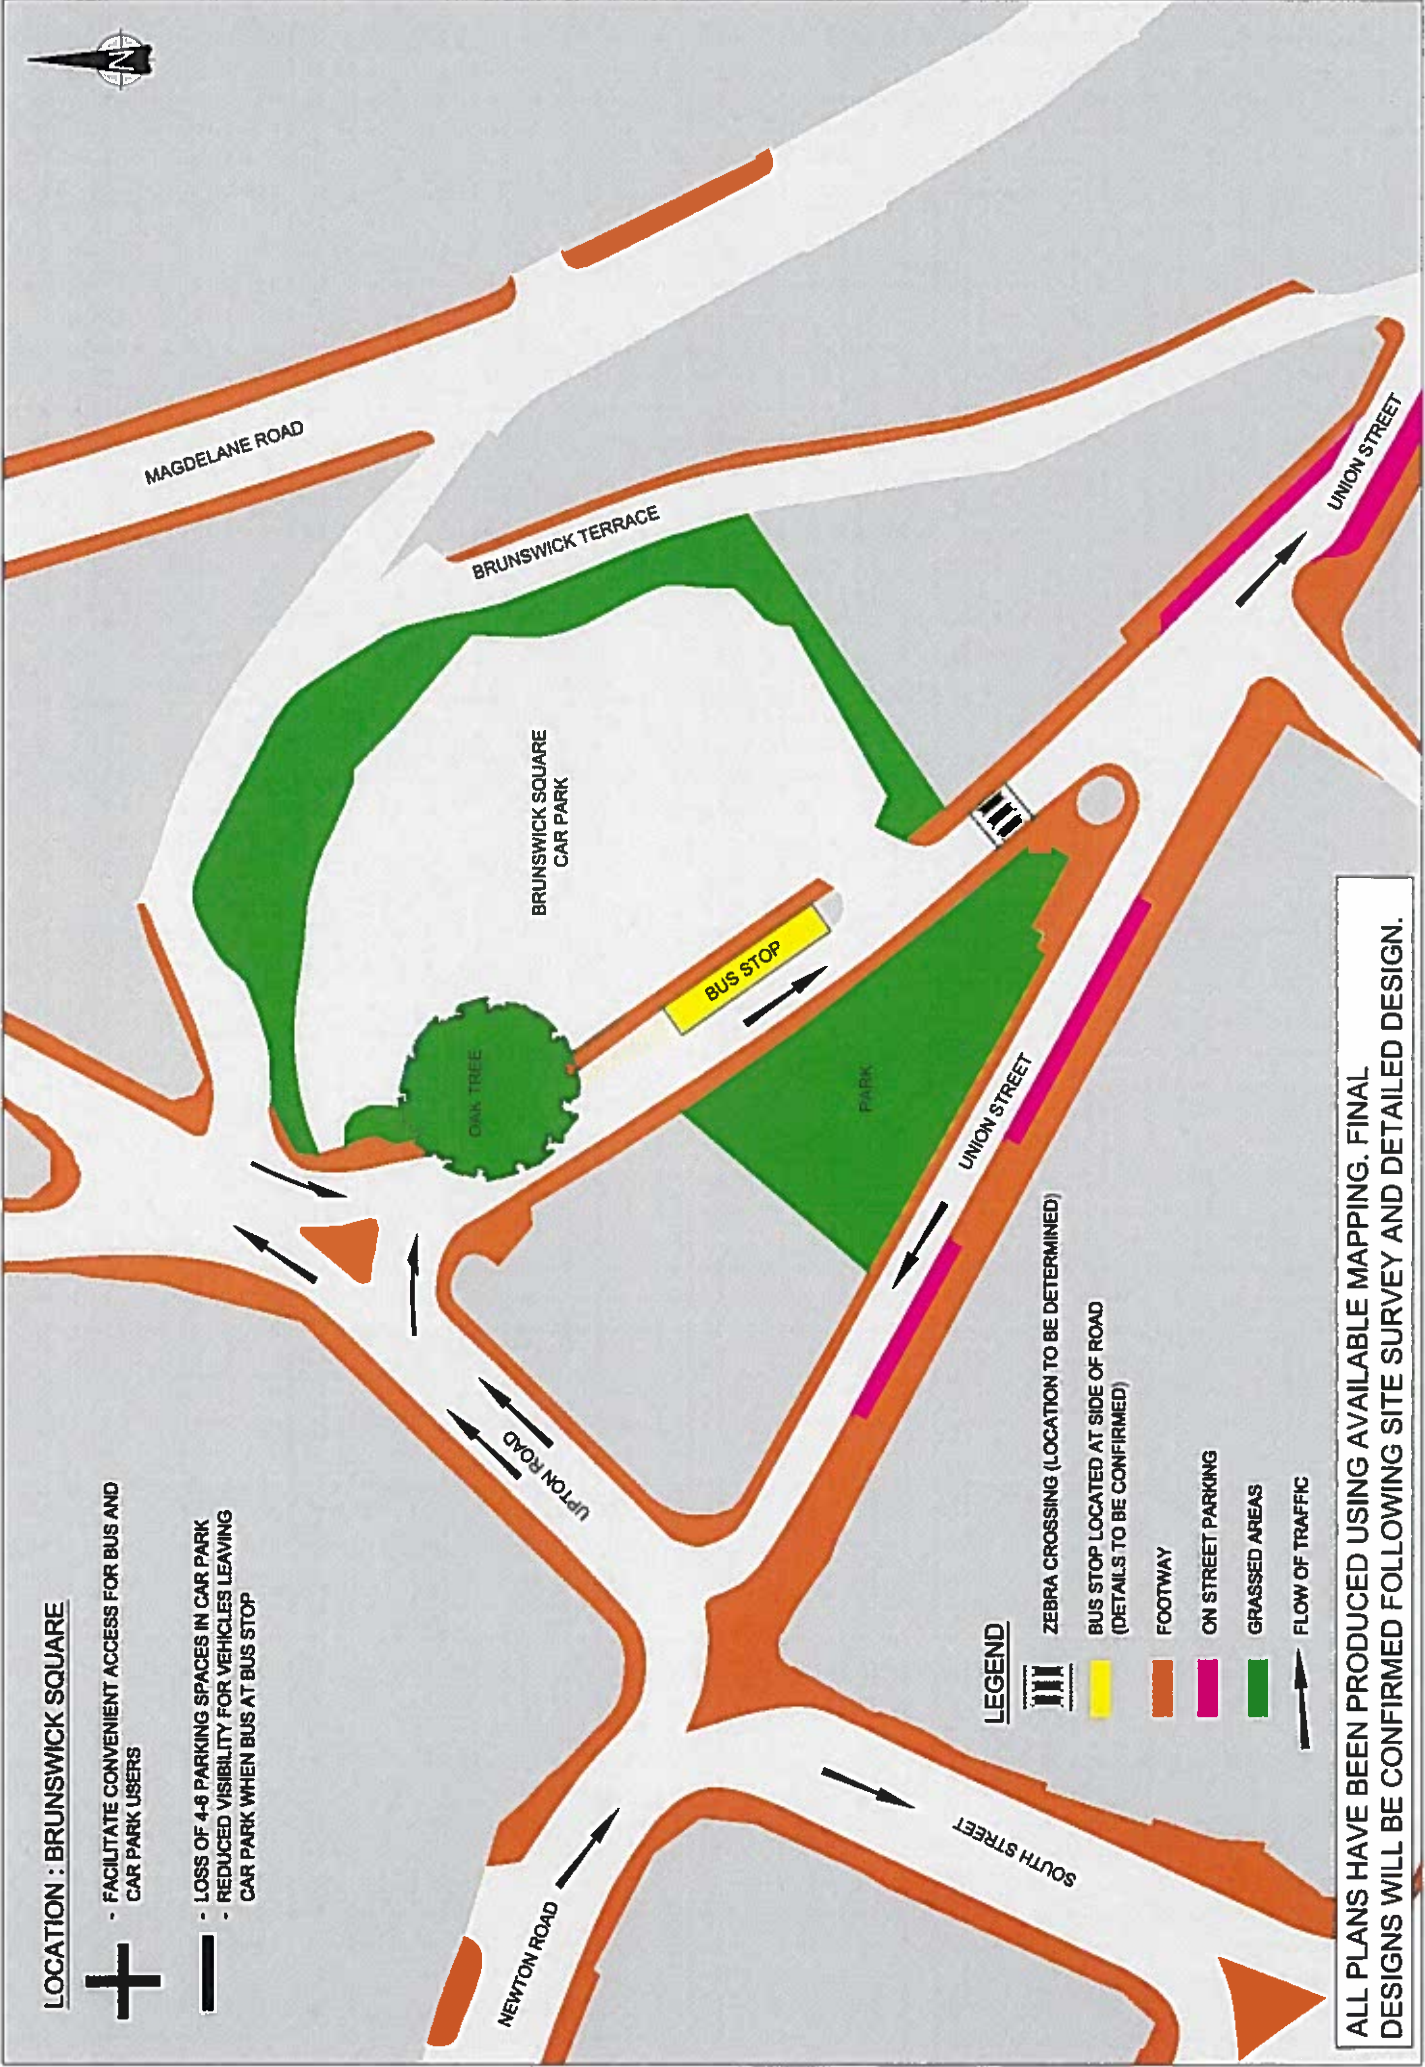 LOCATION : BRUNSWICK SQUARE
- FACILITATE CONVENIENT ACCESS FOR BUS AND
CAR PARK USERS
- LOSS OF 4-6 PARKING SPACES IN CAR PARK
- REDUCED VISIBILITY FOR VEHICLES LEAVING
CAR PARK WHEN BUS AT BUS STOP
N
MAGDELANE ROAD
BRUNSWICK TERRACE
BRUNSWICK SQUARE
CAR PARK
OAK TREE
BUS STOP
PARK
UNION STREET
UNION STREET
UPTON ROAD
NEWTON ROAD
SOUTH STREET
LEGEND
ZEBRA CROSSING (LOCATION TO BE DETERMINED)
BUS STOP LOCATED AT SIDE OF ROAD
(DETAILS TO BE CONFIRMED)
FOOTWAY
ON STREET PARKING
GRASSED AREAS
FLOW OF TRAFFIC
ALL PLANS HAVE BEEN PRODUCED USING AVAILABLE MAPPING. FINAL
DESIGNS WILL BE CONFIRMED FOLLOWING SITE SURVEY AND DETAILED DESIGN.